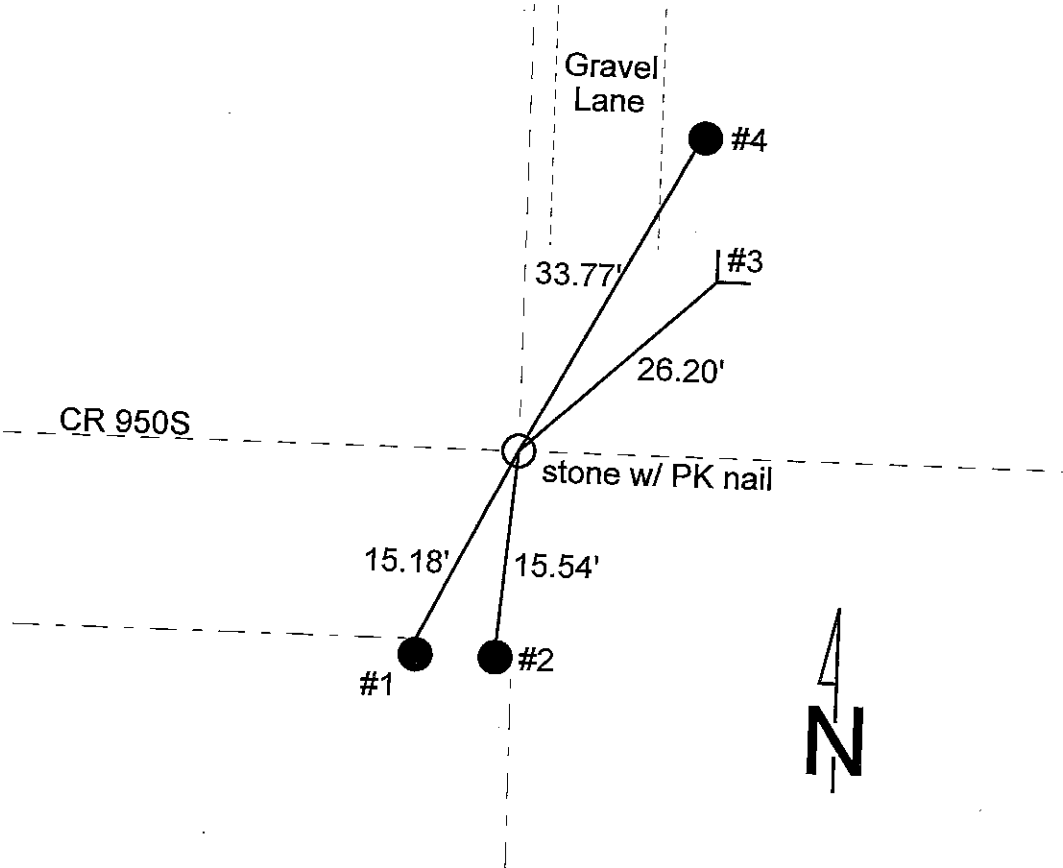 Gravel
Lane
#4
#3
33.77'
26.20'
CR 950S
stone w/ PK nail
15.18'
15.54'
#2
#1
N